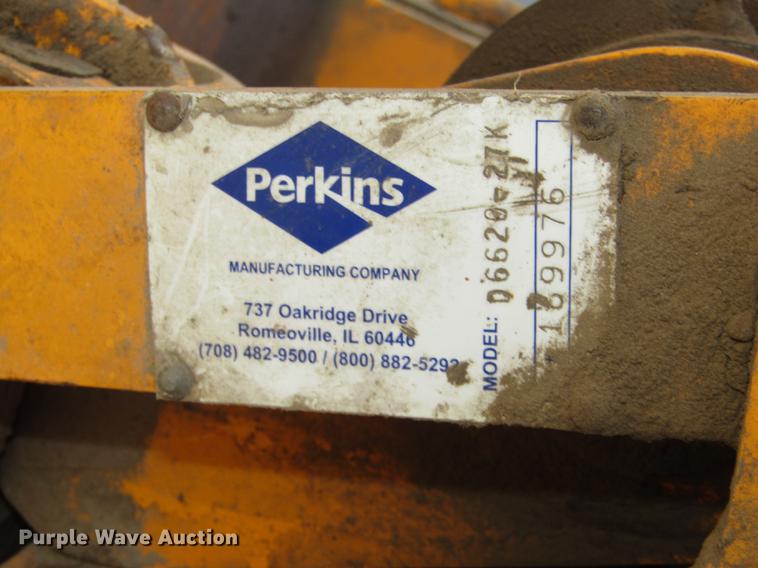 Perkins
MANUFACTURING COMPANY
737 Oakridge Drive
Romeoville, IL 60446
(708) 482-9500 / (800) 882-5292
MODEL: D6620-27K
Purple Wave Auction